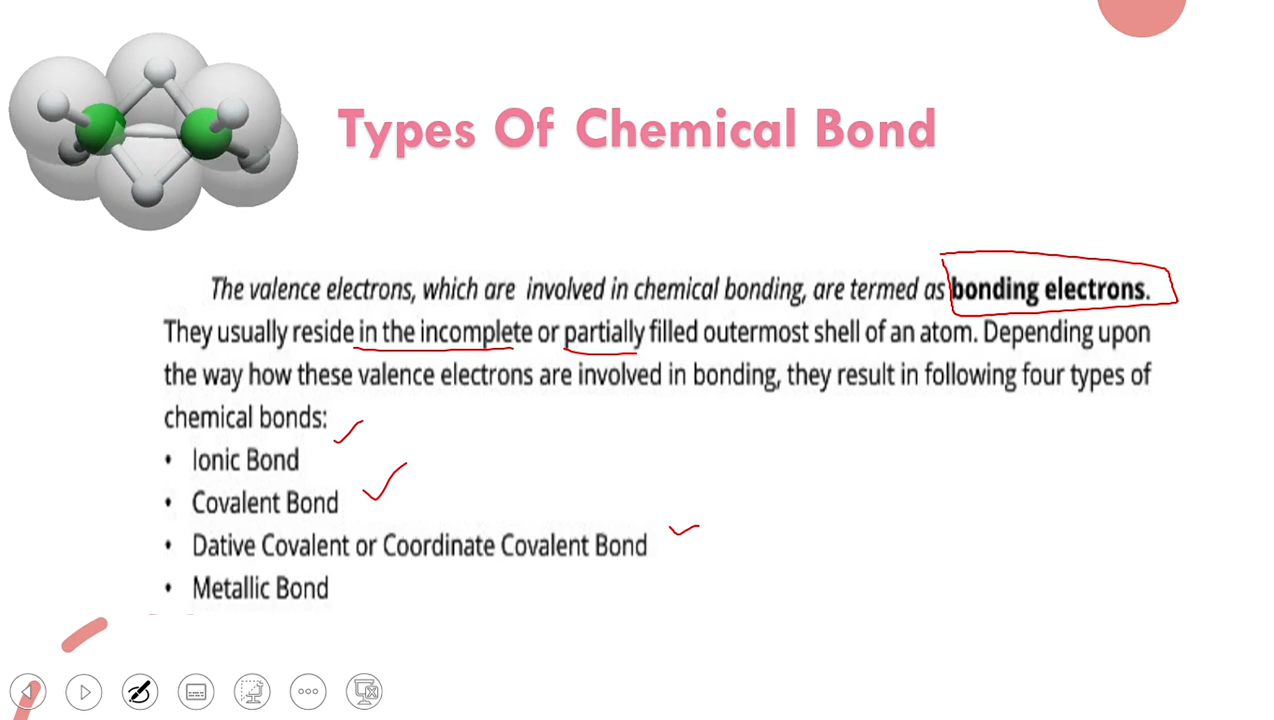 Types Of Chemical Bond
The valence electrons, which are involved in chemical bonding, are termed as bonding electrons.
They usually reside in the incomplete or partially filled outermost shell of an atom. Depending upon
the way how these valence electrons are involved in bonding, they result in following four types of
chemical bonds:
• Ionic Bond
• Covalent Bond
• Dative Covalent or Coordinate Covalent Bond
• Metallic Bond